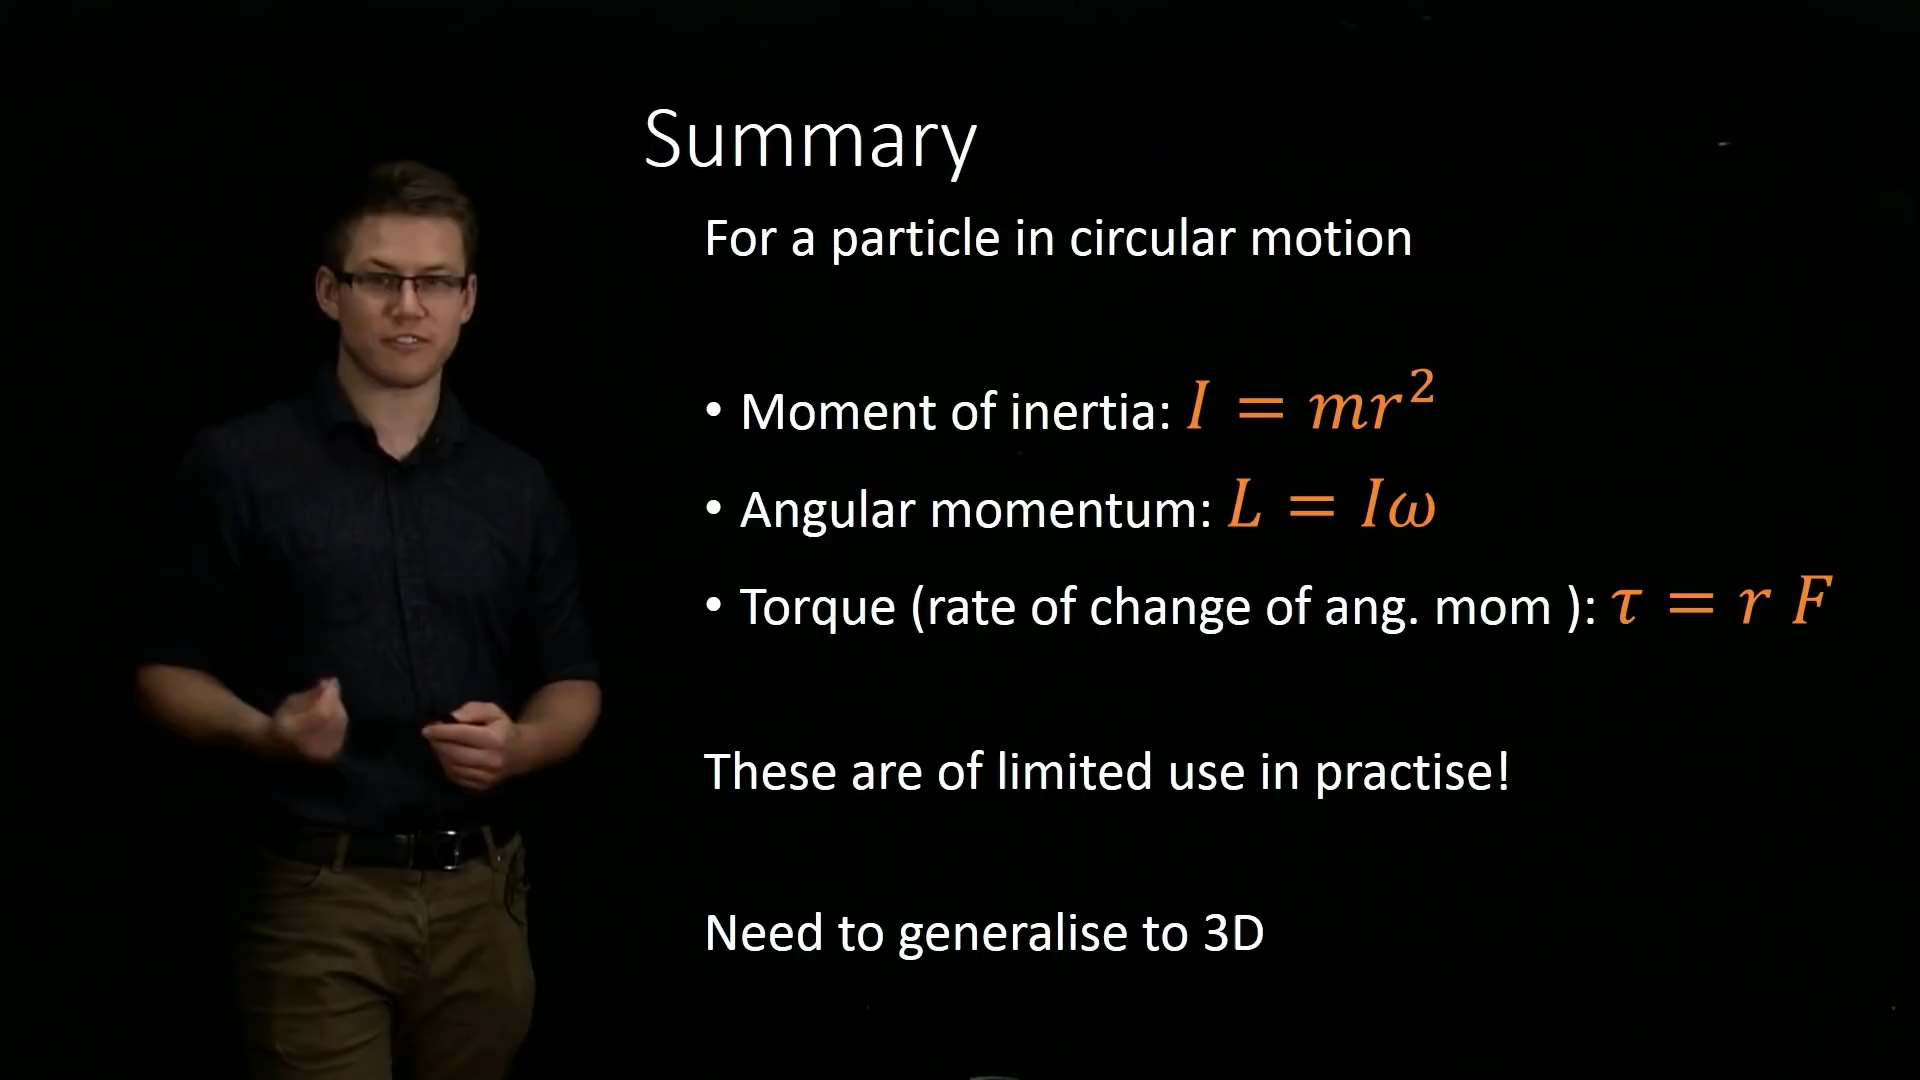 Summary
For a particle in circular motion
• Moment of inertia: I = mr²
• Angular momentum: L = Iω
• Torque (rate of change of ang. mom ): τ = r F
These are of limited use in practise!
Need to generalise to 3D